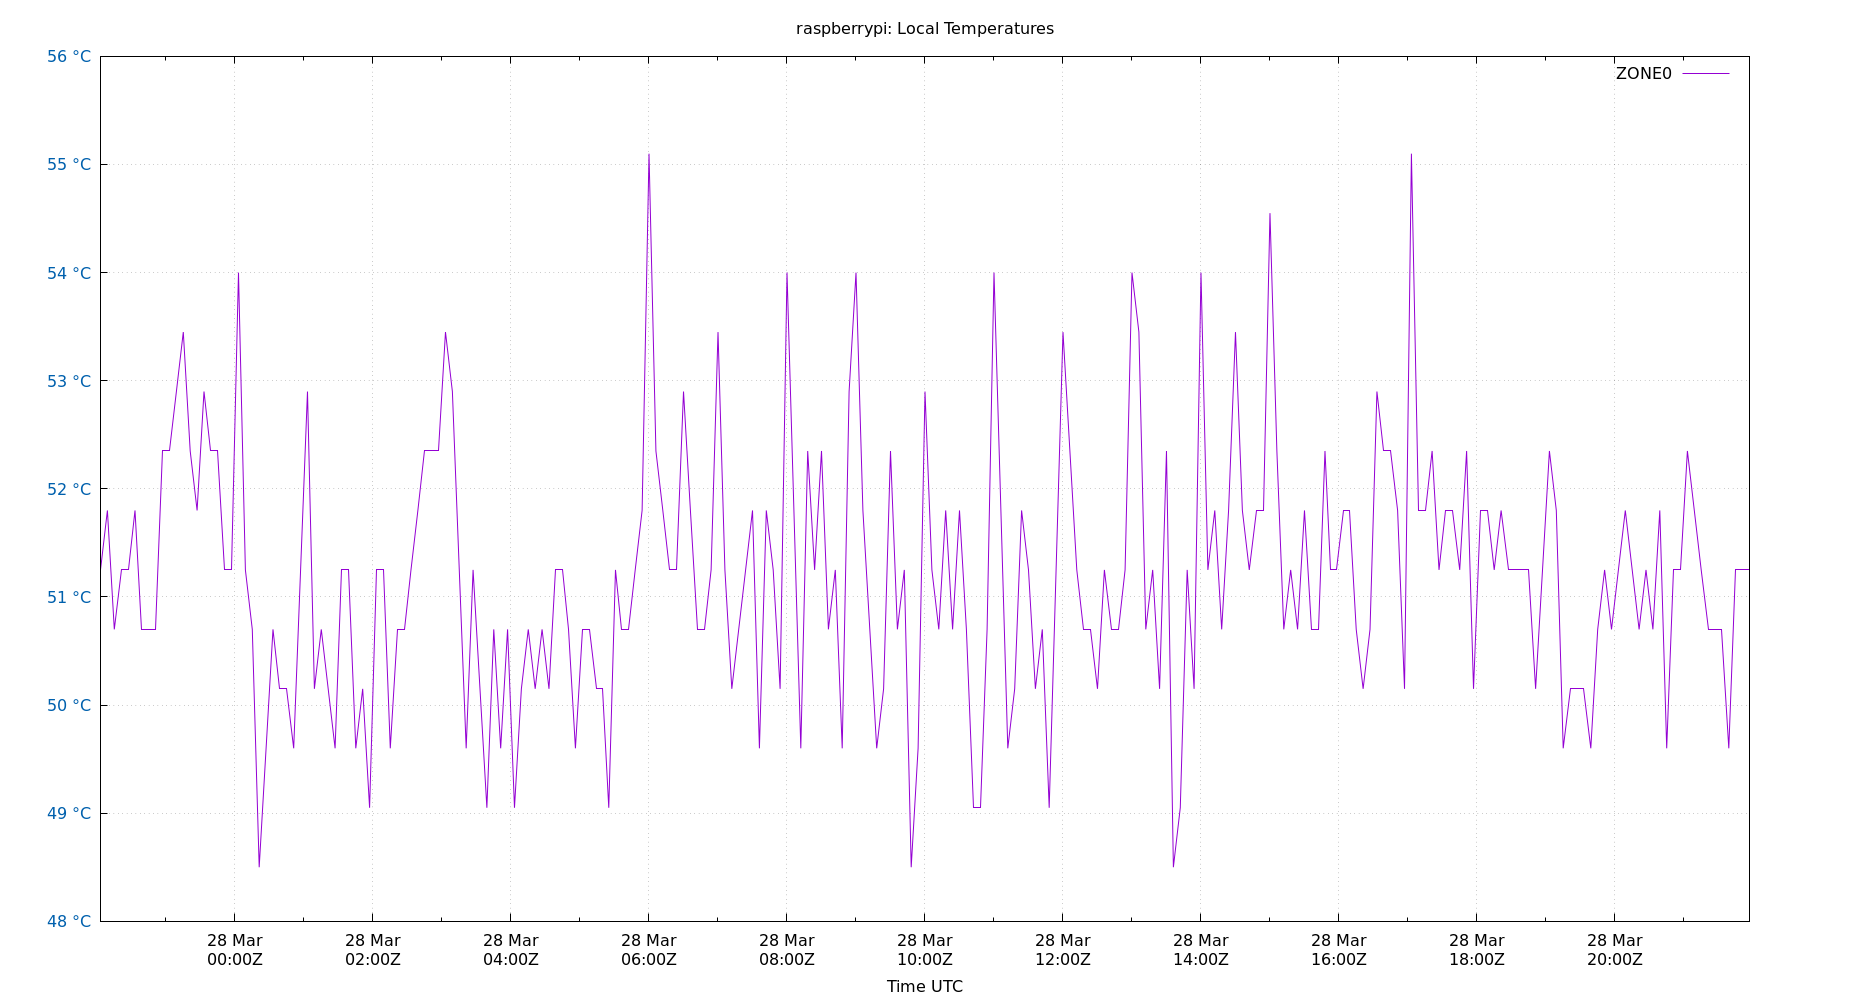 raspberrypi: Local Temperatures
ZONE0
56 °C
55 °C
54 °C
53 °C
52 °C
51 °C
50 °C
49 °C
48 °C
28 Mar 28 Mar 28 Mar 28 Mar 28 Mar 28 Mar 28 Mar 28 Mar 28 Mar 28 Mar 28 Mar
00:00Z 02:00Z 04:00Z 06:00Z 08:00Z 10:00Z 12:00Z 14:00Z 16:00Z 18:00Z 20:00Z
Time UTC